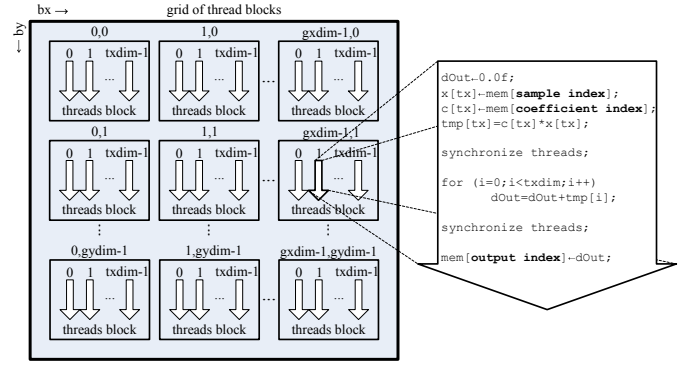 bx → grid of thread blocks
← by
0,0 1,0 gxdim-1,0
0 1 txdim-1 0 1 txdim-1 0 1 txdim-1
... ... ...
threads block threads block ... threads block
0,1 1,1 gxdim-1,1
0 1 txdim-1 0 1 txdim-1 0 1 txdim-1
... ... ...
threads block threads block ... threads block
⋮ ⋮ ⋮
0,gydim-1 1,gydim-1 gxdim-1,gydim-1
0 1 txdim-1 0 1 txdim-1 0 1 txdim-1
... ... ...
threads block threads block ... threads block
dOut←0.0f;
x[tx]←mem[sample index];
c[tx]←mem[coefficient index];
tmp[tx]=c[tx]*x[tx];
synchronize threads;
for (i=0;i<txdim;i++)
dOut=dOut+tmp[i];
synchronize threads;
mem[output index]←dOut;